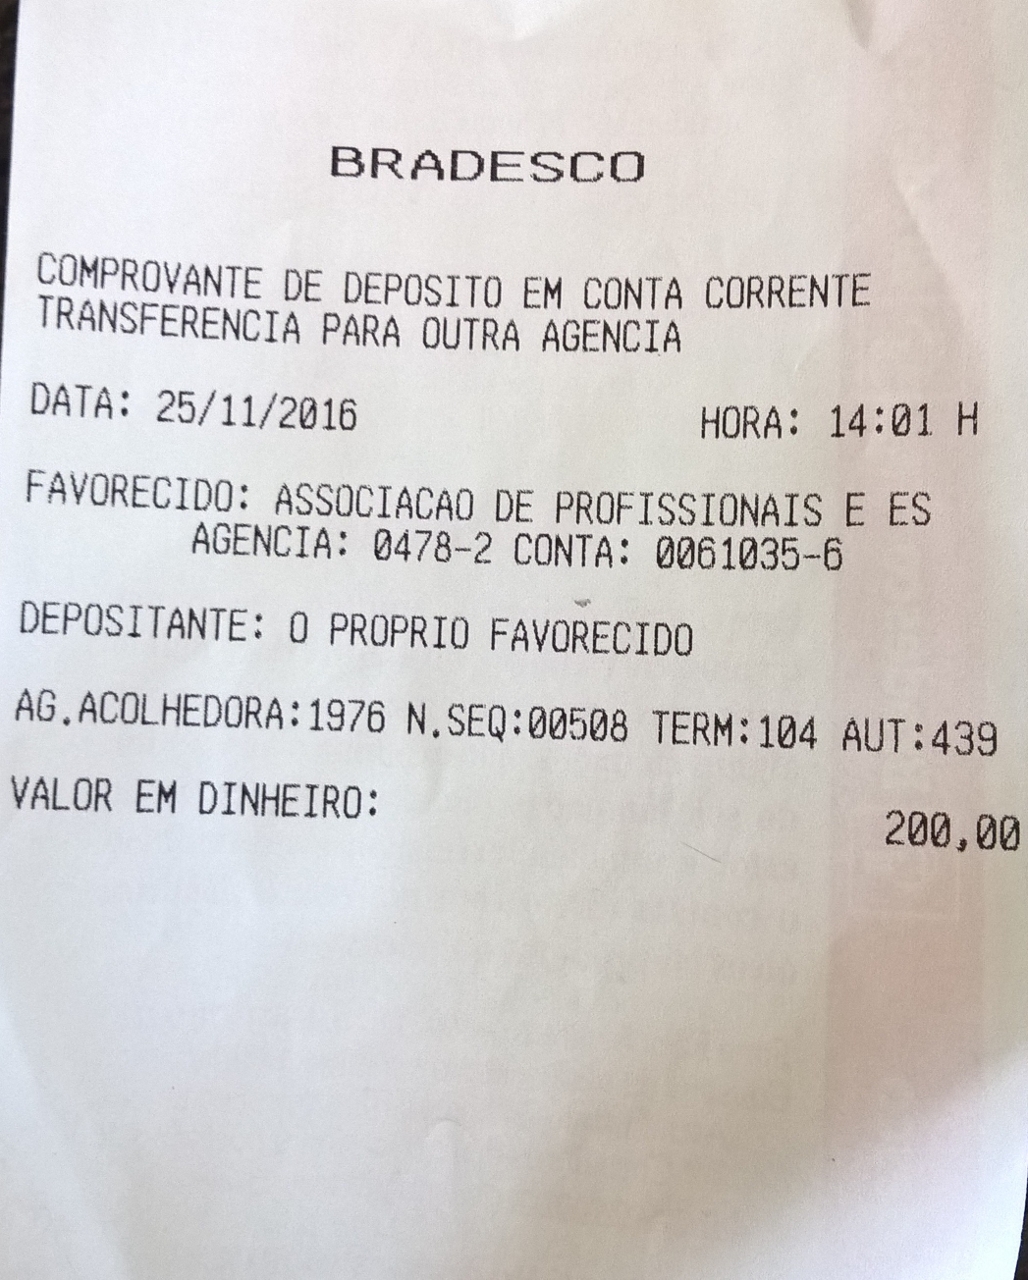 BRADESCO
COMPROVANTE DE DEPOSITO EM CONTA CORRENTE
TRANSFERENCIA PARA OUTRA AGENCIA
DATA: 25/11/2016 HORA: 14:01 H
FAVORECIDO: ASSOCIACAO DE PROFISSIONAIS E ES
AGENCIA: 0478-2 CONTA: 0061035-6
DEPOSITANTE: O PROPRIO FAVORECIDO
AG.ACOLHEDORA:1976 N.SEQ:00508 TERM:104 AUT:439
VALOR EM DINHEIRO:
200,00